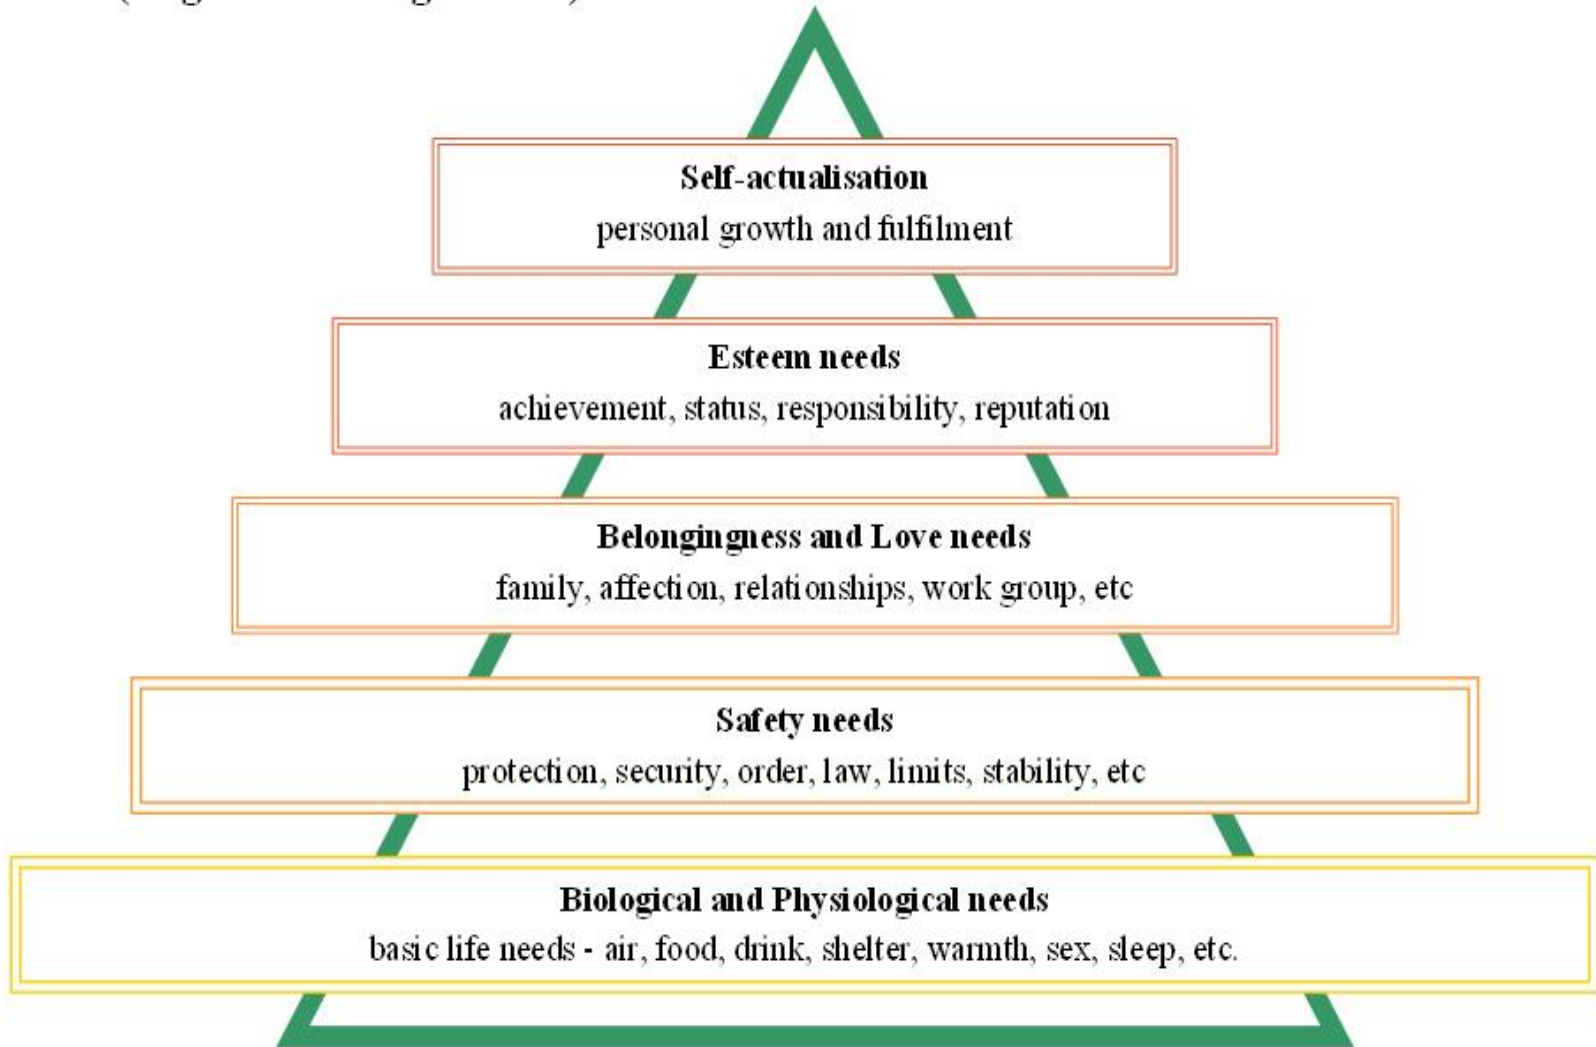 Self-actualisation
personal growth and fulfilment
Esteem needs
achievement, status, responsibility, reputation
Belongingness and Love needs
family, affection, relationships, work group, etc
Safety needs
protection, security, order, law, limits, stability, etc
Biological and Physiological needs
basic life needs - air, food, drink, shelter, warmth, sex, sleep, etc.